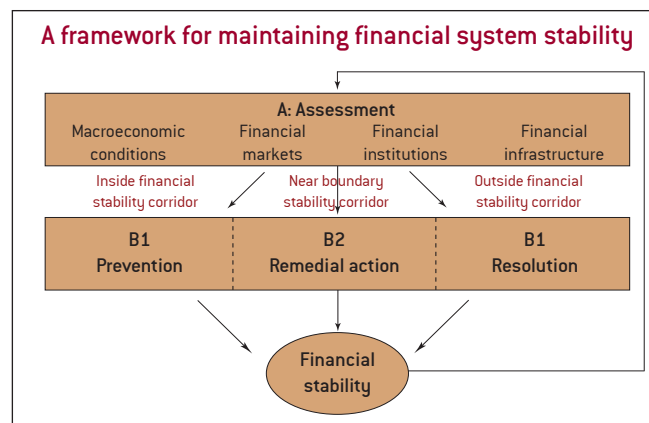 A framework for maintaining financial system stability
A: Assessment
Macroeconomic conditions
Financial markets
Financial institutions
Financial infrastructure
Inside financial stability corridor
Near boundary stability corridor
Outside financial stability corridor
B1
Prevention
B2
Remedial action
B1
Resolution
Financial
stability